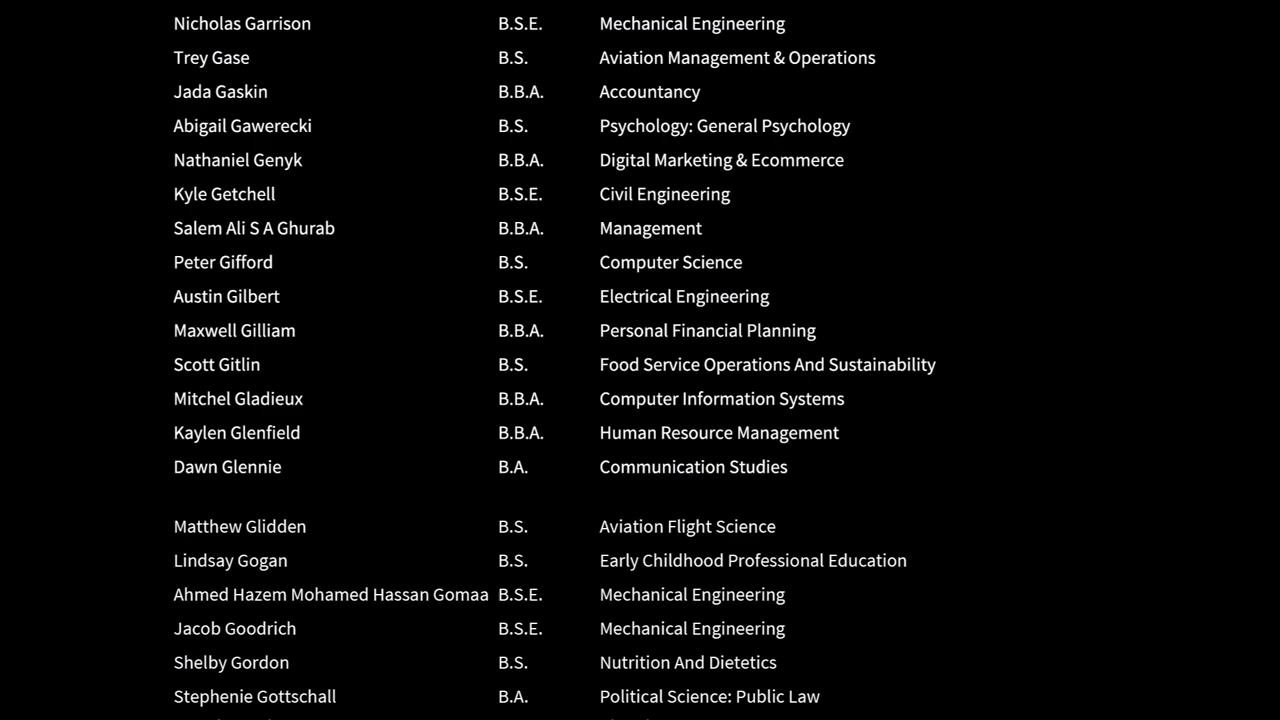 Nicholas Garrison B.S.E. Mechanical Engineering
Trey Gase B.S. Aviation Management & Operations
Jada Gaskin B.B.A. Accountancy
Abigail Gawerecki B.S. Psychology: General Psychology
Nathaniel Genyk B.B.A. Digital Marketing & Ecommerce
Kyle Getchell B.S.E. Civil Engineering
Salem Ali S A Ghurab B.B.A. Management
Peter Gifford B.S. Computer Science
Austin Gilbert B.S.E. Electrical Engineering
Maxwell Gilliam B.B.A. Personal Financial Planning
Scott Gitlin B.S. Food Service Operations And Sustainability
Mitchel Gladieux B.B.A. Computer Information Systems
Kaylen Glenfield B.B.A. Human Resource Management
Dawn Glennie B.A. Communication Studies
Matthew Glidden B.S. Aviation Flight Science
Lindsay Gogan B.S. Early Childhood Professional Education
Ahmed Hazem Mohamed Hassan Gomaa B.S.E. Mechanical Engineering
Jacob Goodrich B.S.E. Mechanical Engineering
Shelby Gordon B.S. Nutrition And Dietetics
Stephenie Gottschall B.A. Political Science: Public Law